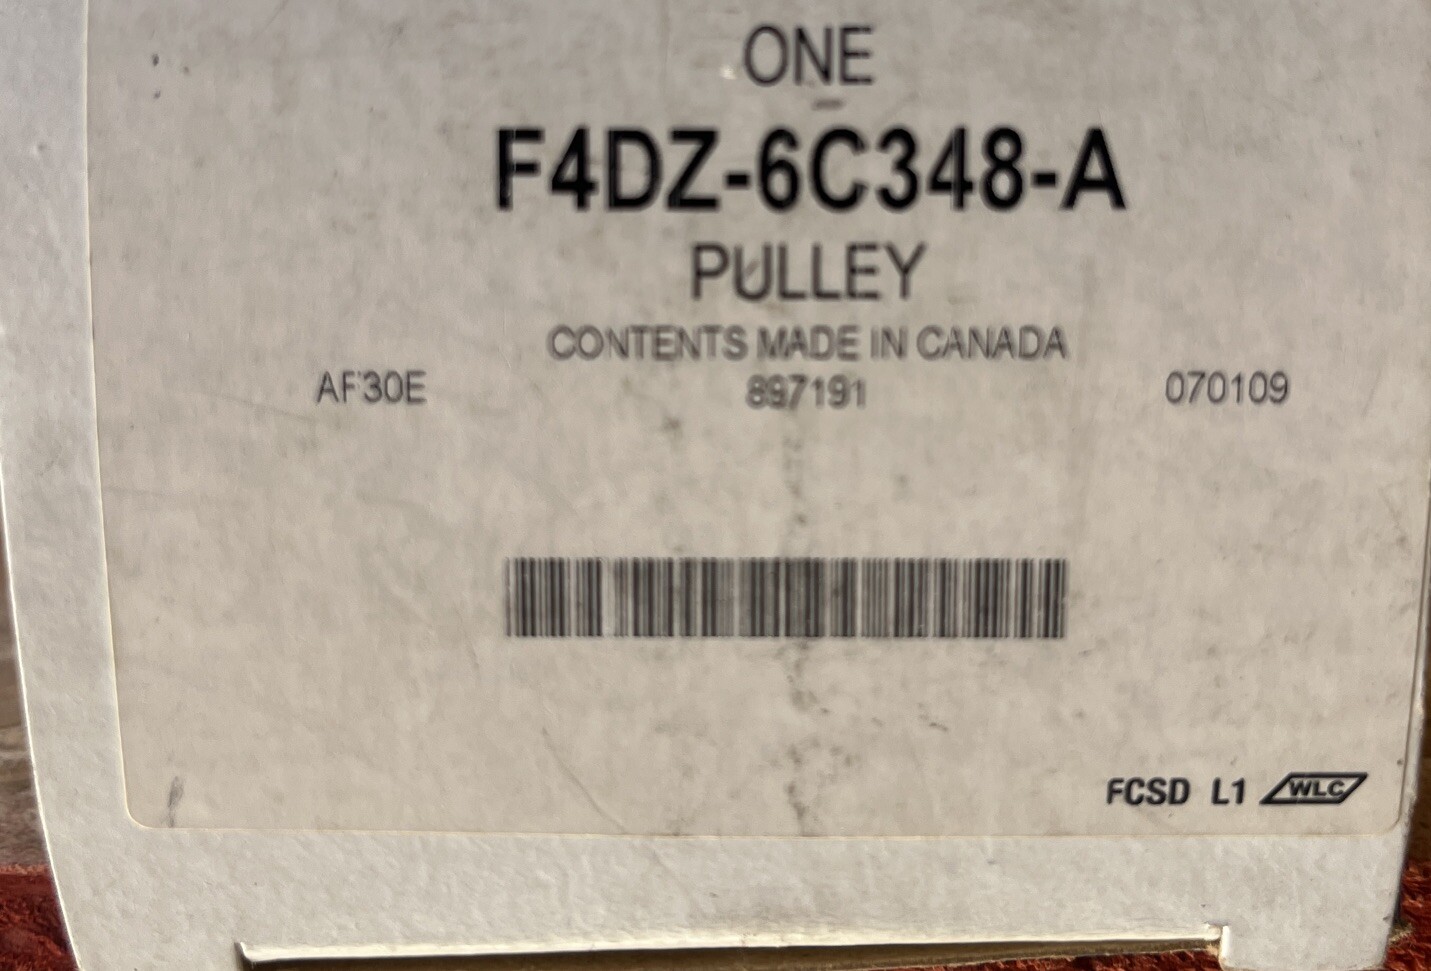 ONE
F4DZ-6C348-A
PULLEY
CONTENTS MADE IN CANADA
AF30E 897191 070109
FCSD L1 WLC